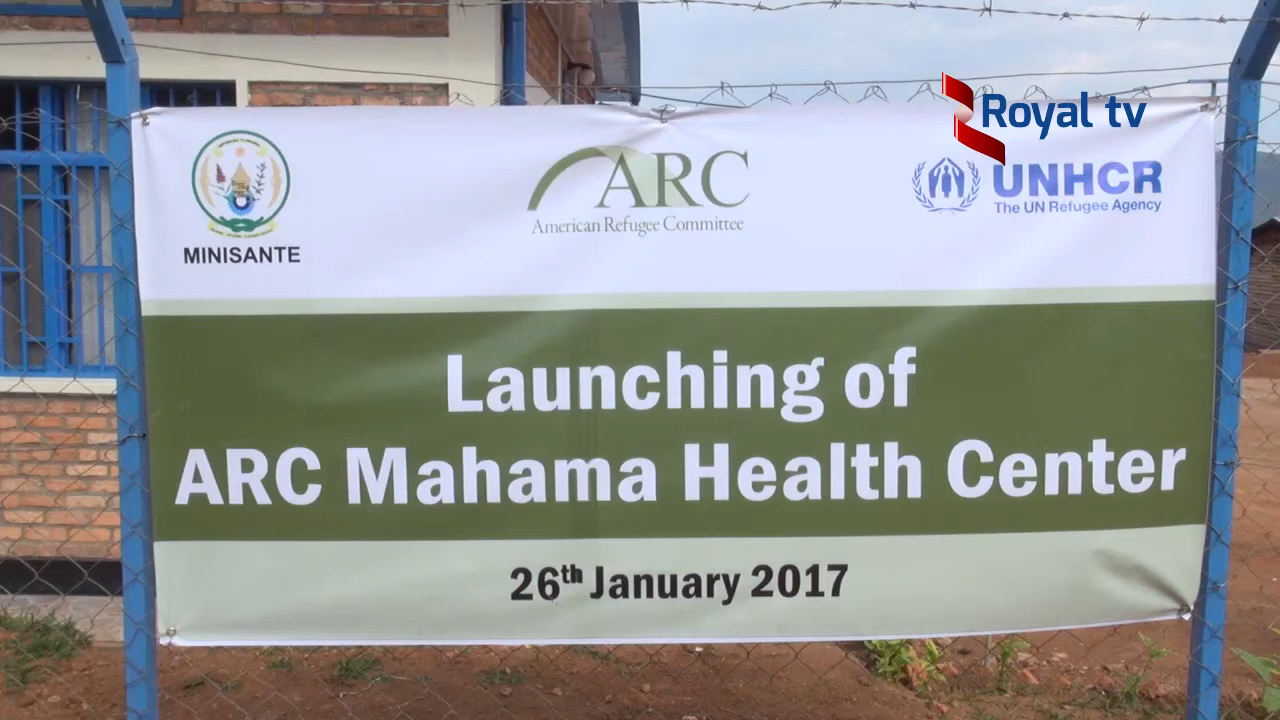 Royal tv
MINISANTE
ARC
American Refugee Committee
UNHCR
The UN Refugee Agency
Launching of
ARC Mahama Health Center
26th January 2017